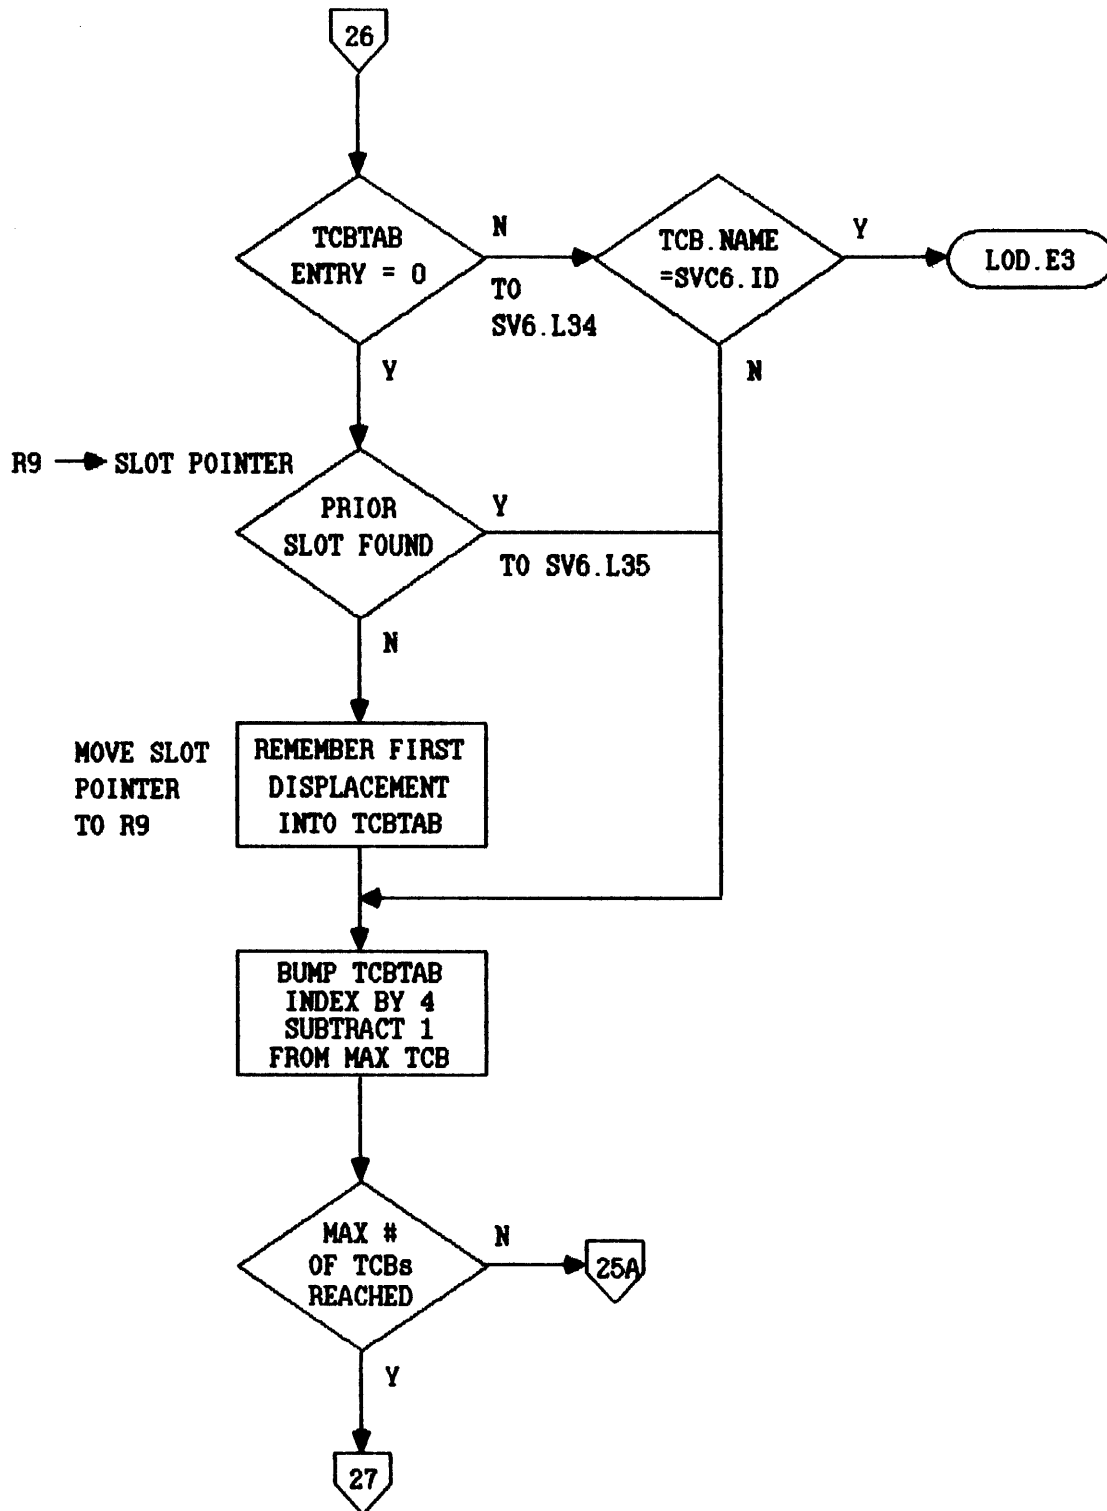 26
TCBTAB
ENTRY = 0
N
TO
SV6.L34
TCB.NAME
=SVC6.ID
Y
LOD.E3
Y
N
R9
SLOT POINTER
PRIOR
SLOT FOUND
Y
TO SV6.L35
N
MOVE SLOT
POINTER
TO R9
REMEMBER FIRST
DISPLACEMENT
INTO TCBTAB
BUMP TCBTAB
INDEX BY 4
SUBTRACT 1
FROM MAX TCB
MAX #
OF TCBs
REACHED
N
25A
Y
27